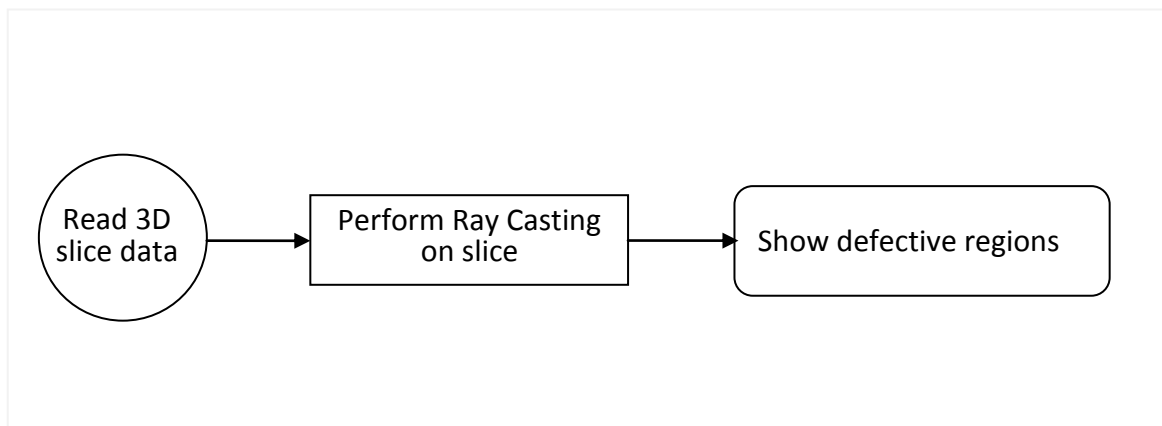 Read 3D
slice data
Perform Ray Casting
on slice
Show defective regions